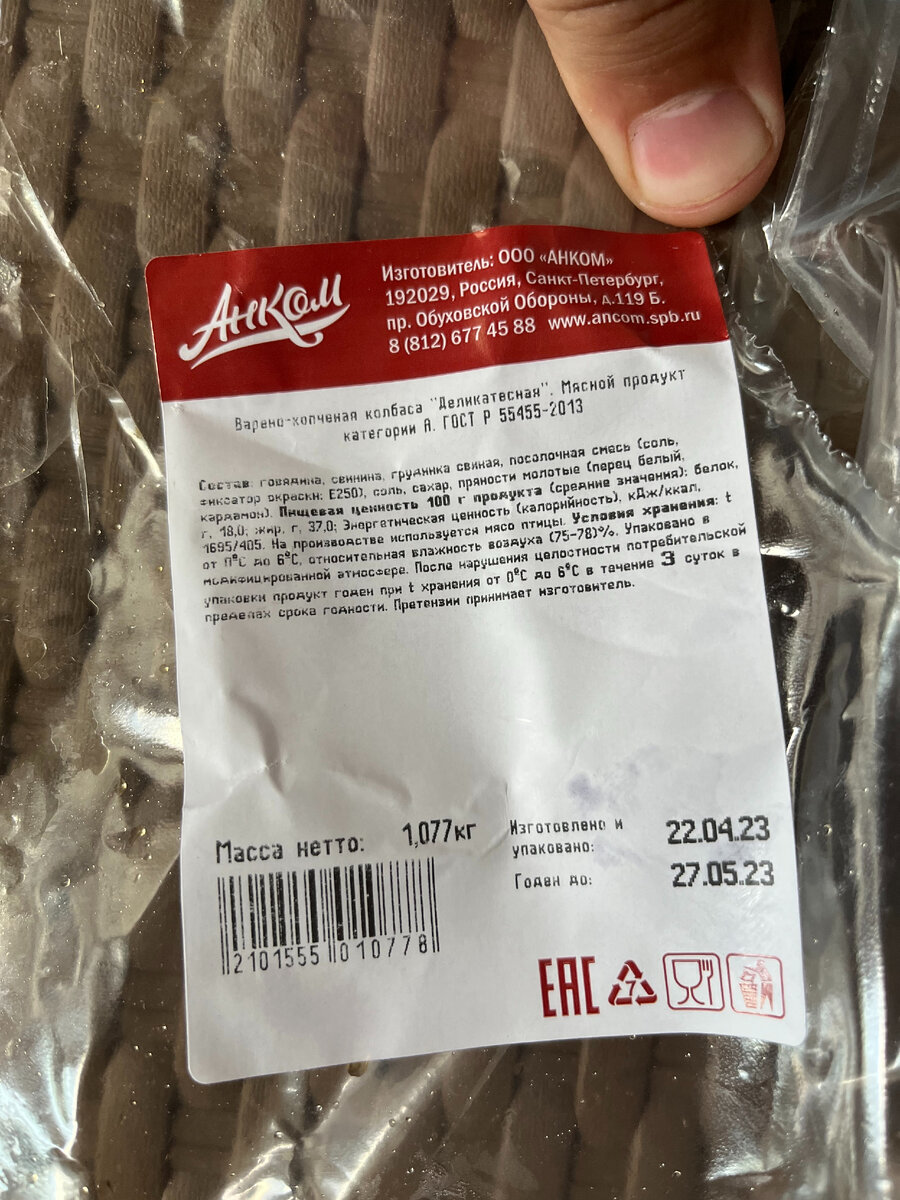 Анком
Изготовитель: ООО «АНКОМ»
192029, Россия, Санкт-Петербург,
пр. Обуховской Обороны, д.119 Б.
8 (812) 677 45 88 www.ancom.spb.ru
Варено-копченая колбаса "Деликатесная". Мясной продукт
категории А. ГОСТ Р 55455-2013
Состав: говядина, свинина, грудинка свиная, посолочная смесь (соль,
фиксатор окраски: Е250), соль, сахар, пряности молотые (перец белый,
кардамон). Пищевая ценность 100 г продукта (средние значения): белок,
г, 18,0; жир, г, 37,0; Энергетическая ценность (калорийность), кДж/ккал,
1695/405. На производстве используется мясо птицы. Условия хранения: t
от 0°С до 6°С, относительная влажность воздуха (75-78)%. Упаковано в
модифицированной атмосфере. После нарушения целостности потребительской
упаковки продукт годен при t хранения от 0°С до 6°С в течение 3 суток в
пределах срока годности. Претензии принимает изготовитель.
Масса нетто: 1,077кг
Изготовлено и
упаковано: 22.04.23
Годен до: 27.05.23
2101555 010778
EAC
7